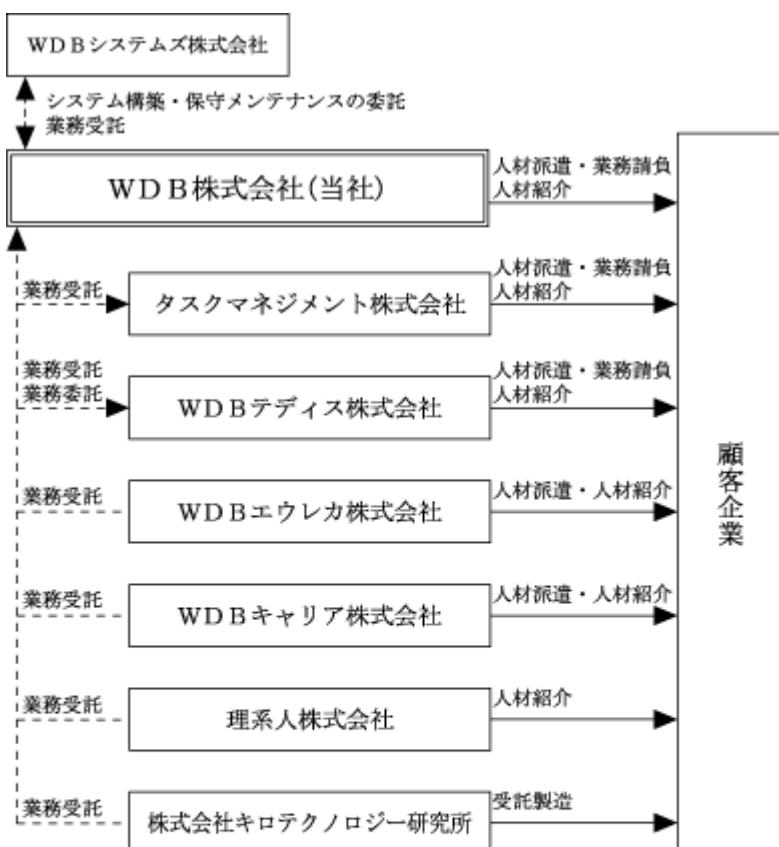 WDBシステムズ株式会社
システム構築・保守メンテナンスの委託
業務受託
WDB株式会社(当社)
人材派遣・業務請負
人材紹介
業務受託
タスクマネジメント株式会社
人材派遣・業務請負
人材紹介
業務受託
業務委託
WDBテディス株式会社
人材派遣・業務請負
人材紹介
業務受託
WDBエウレカ株式会社
人材派遣・人材紹介
業務受託
WDBキャリア株式会社
人材派遣・人材紹介
業務受託
理系人株式会社
人材紹介
業務受託
株式会社キロテクノロジー研究所
受託製造
顧客企業